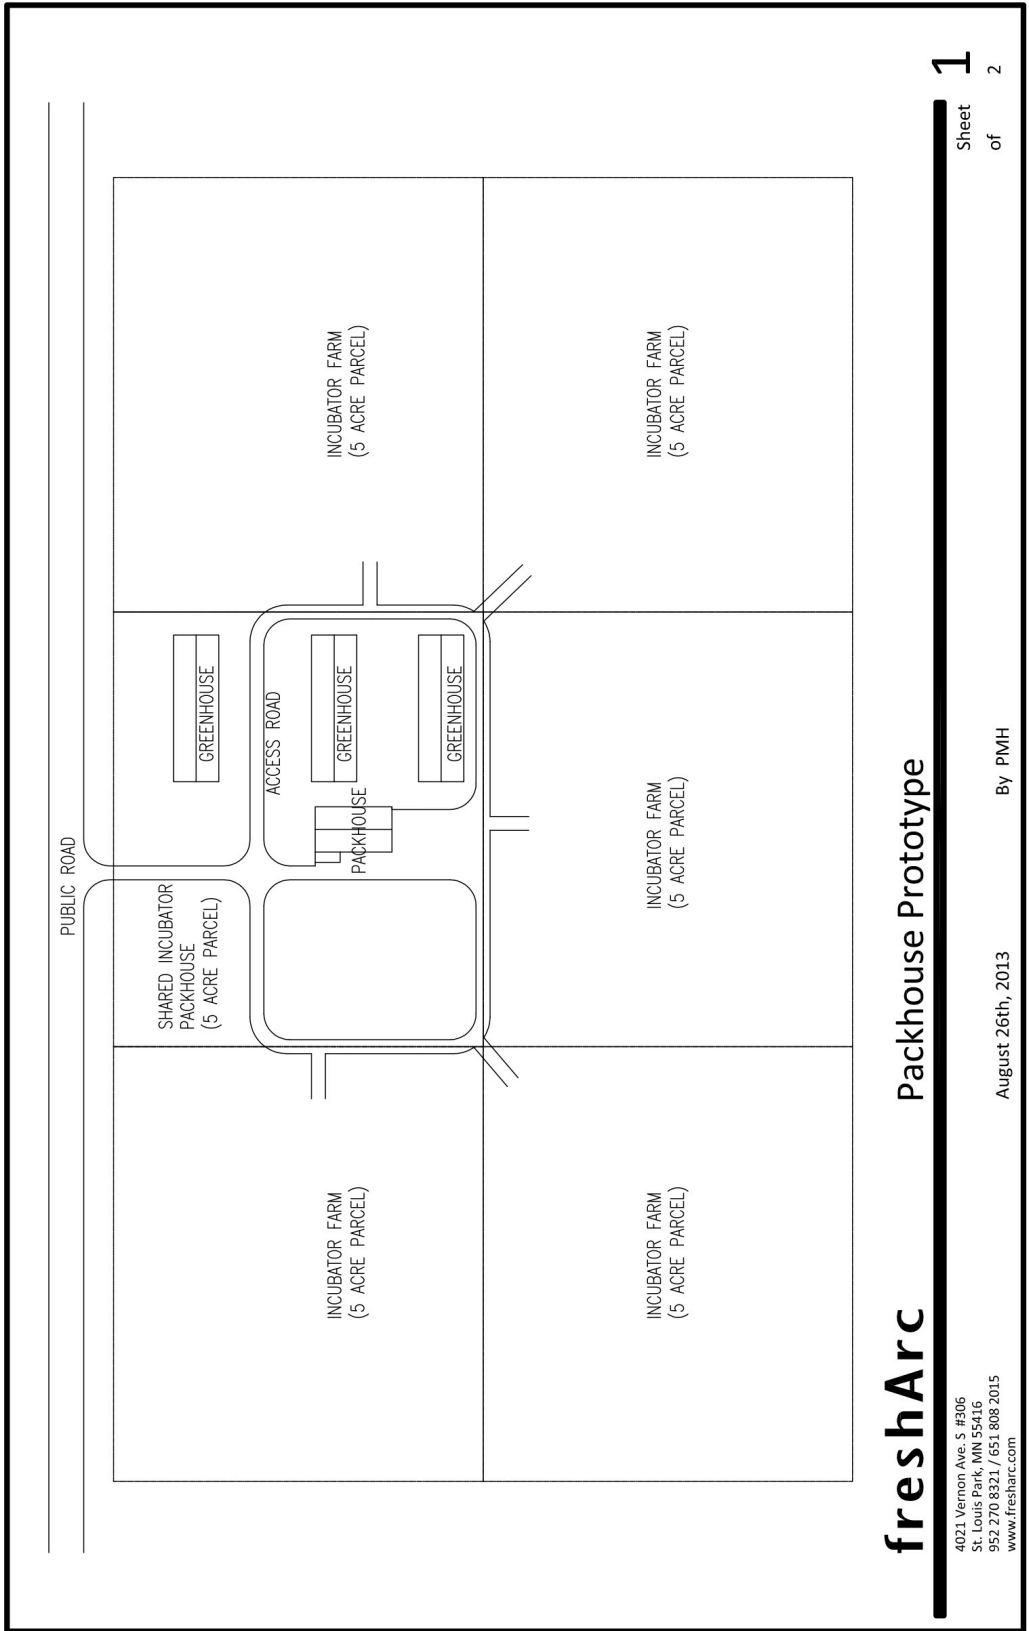 PUBLIC ROAD
SHARED INCUBATOR
PACKHOUSE
(5 ACRE PARCEL)
GREENHOUSE
ACCESS ROAD
GREENHOUSE
PACKHOUSE
GREENHOUSE
INCUBATOR FARM
(5 ACRE PARCEL)
INCUBATOR FARM
(5 ACRE PARCEL)
INCUBATOR FARM
(5 ACRE PARCEL)
INCUBATOR FARM
(5 ACRE PARCEL)
INCUBATOR FARM
(5 ACRE PARCEL)
freshArc
Packhouse Prototype
4021 Vernon Ave. S #306
St. Louis Park, MN 55416
952 270 8321 / 651 808 2015
www.fresharc.com
August 26th, 2013
By PMH
Sheet 1
of 2